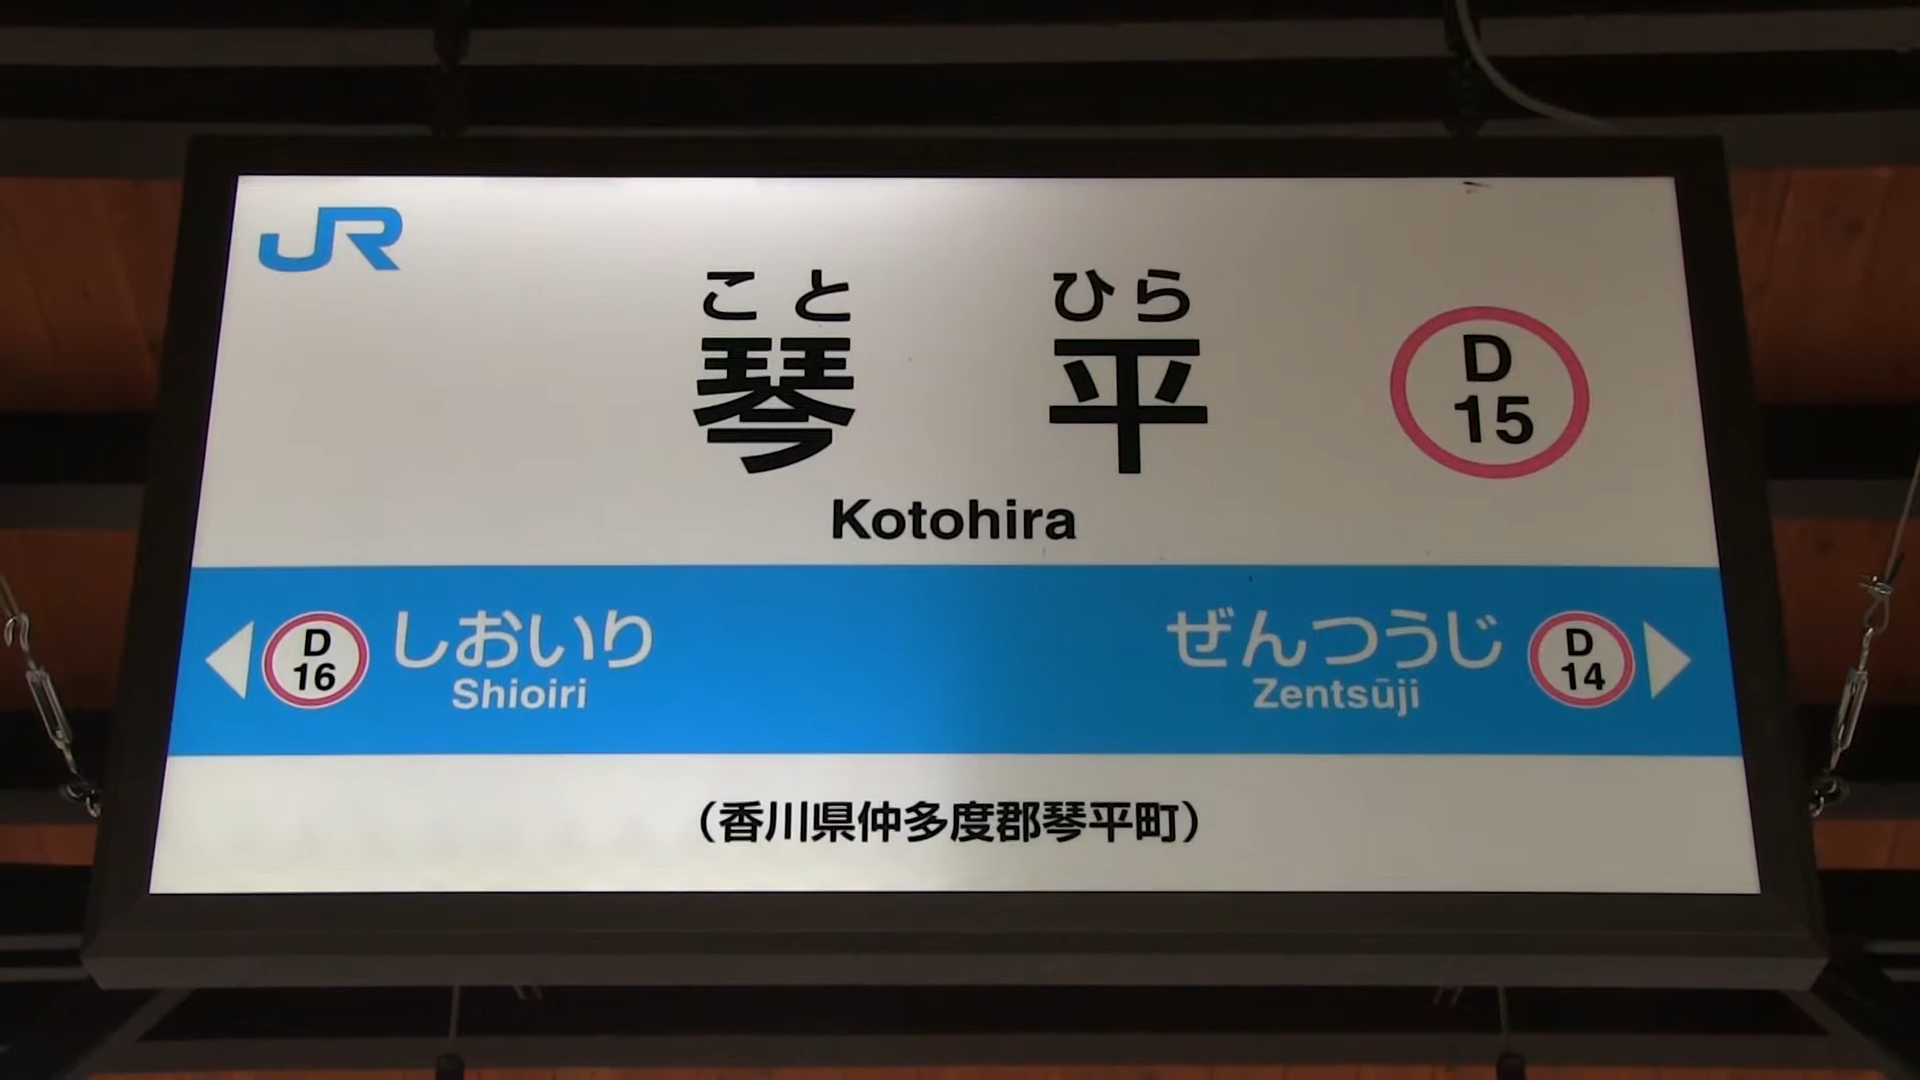 JR
こと ひら
琴 平
D
15
Kotohira
D
16
しおいり
Shioiri
ぜんつうじ
Zentsūji
D
14
（香川県仲多度郡琴平町）